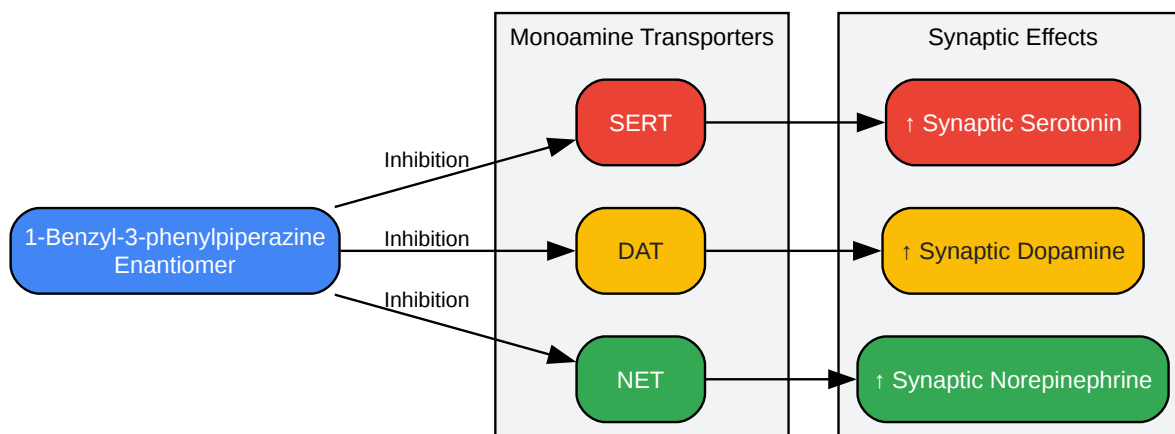 Monoamine Transporters
Synaptic Effects
SERT
↑ Synaptic Serotonin
Inhibition
1-Benzyl-3-phenylpiperazine
Enantiomer
Inhibition
DAT
↑ Synaptic Dopamine
Inhibition
NET
↑ Synaptic Norepinephrine